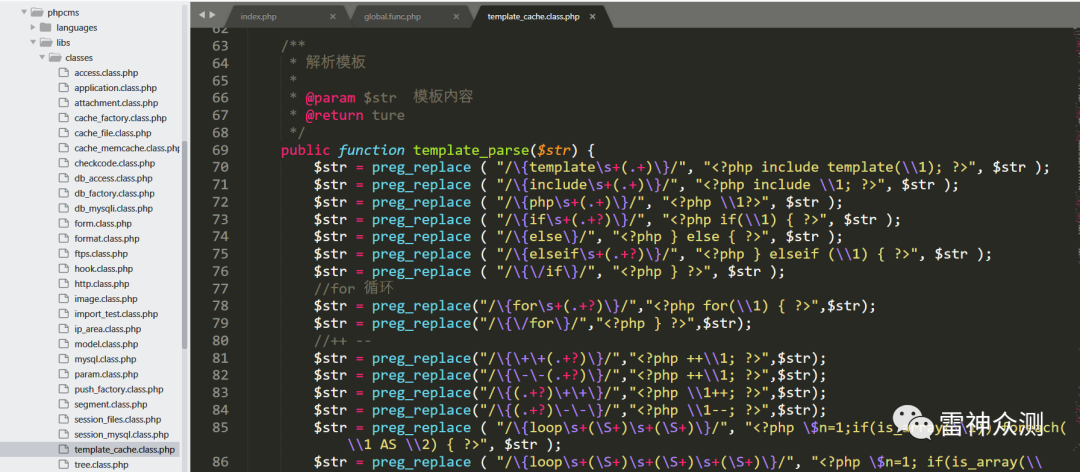 phpcms
languages
libs
classes
access.class.php
application.class.php
attachment.class.php
cache_factory.class.php
cache_file.class.php
cache_memcache.class.php
checkcode.class.php
db_access.class.php
db_factory.class.php
db_mysqli.class.php
form.class.php
format.class.php
ftps.class.php
hook.class.php
http.class.php
image.class.php
import_test.class.php
ip_area.class.php
model.class.php
mysql.class.php
param.class.php
push_factory.class.php
segment.class.php
session_files.class.php
session_mysql.class.php
template_cache.class.php
tree.class.php
index.php × global.func.php × template_cache.class.php ×
62
63 /**
64 * 解析模板
65 *
66 * @param $str 模板内容
67 * @return ture
68 */
69 public function template_parse($str) {
70 $str = preg_replace ( "/\{template\s+(.+)\}/", "<?php include template(\\1); ?>", $str );
71 $str = preg_replace ( "/\{include\s+(.+)\}/", "<?php include \\1; ?>", $str );
72 $str = preg_replace ( "/\{php\s+(.+)\}/", "<?php \\1?>", $str );
73 $str = preg_replace ( "/\{if\s+(.+?)\}/", "<?php if(\\1) { ?>", $str );
74 $str = preg_replace ( "/\{else\}/", "<?php } else { ?>", $str );
75 $str = preg_replace ( "/\{elseif\s+(.+?)\}/", "<?php } elseif (\\1) { ?>", $str );
76 $str = preg_replace ( "/\{\/if\}/", "<?php } ?>", $str );
77 //for 循环
78 $str = preg_replace("/\{for\s+(.+?)\}/","<?php for(\\1) { ?>",$str);
79 $str = preg_replace("/\{\/for\}/","<?php } ?>",$str);
80 //++ --
81 $str = preg_replace("/\{\+\+(.+?)\}/","<?php ++\\1; ?>",$str);
82 $str = preg_replace("/\{\-\-(.+?)\}/","<?php ++\\1; ?>",$str);
83 $str = preg_replace("/\{(.+?)\+\+\}/","<?php \\1++; ?>",$str);
84 $str = preg_replace("/\{(.+?)\-\-\}/","<?php \\1--; ?>",$str);
85 $str = preg_replace ( "/\{loop\s+(\S+)\s+(\S+)\}/", "<?php \$n=1;if(is_array(\\1)) foreach(
\\1 AS \\2) { ?>", $str );
86 $str = preg_replace ( "/\{loop\s+(\S+)\s+(\S+)\s+(\S+)\}/", "<?php \$n=1; if(is_array(\\
雷神众测